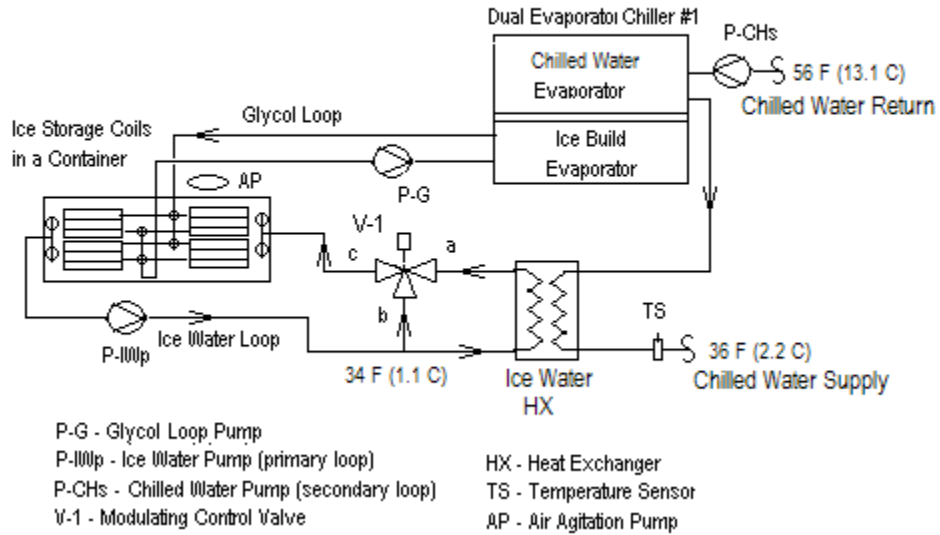 Dual Evaporator Chiller #1
P-CHs
Chilled Water
Evaporator
56 F (13.1 C)
Chilled Water Return
Glycol Loop
Ice Storage Coils
in a Container
Ice Build
Evaporator
AP
P-G
V-1
c
a
b
TS
P-IWp
Ice Water Loop
34 F (1.1 C)
Ice Water
HX
36 F (2.2 C)
Chilled Water Supply
P-G - Glycol Loop Pump
P-IWp - Ice Water Pump (primary loop)
P-CHs - Chilled Water Pump (secondary loop)
V-1 - Modulating Control Valve
HX - Heat Exchanger
TS - Temperature Sensor
AP - Air Agitation Pump